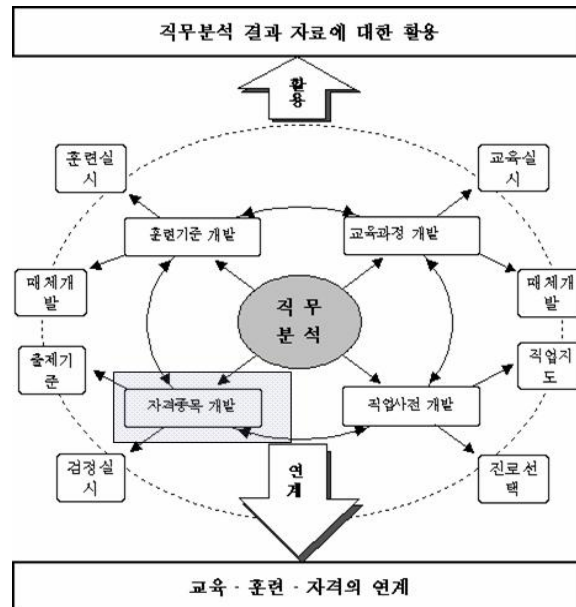 직무분석 결과 자료에 대한 활용
활
용
훈련실
시
교육실
시
훈련기준 개발
교육과정 개발
매체개
발
매체개
발
직 무
분 석
출제기
준
직업지
도
자격종목 개발
직업사전 개발
검정실
시
진로선
택
연
계
교육 · 훈련 · 자격의 연계